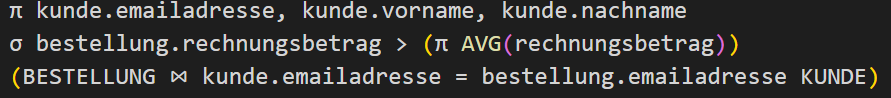 π kunde.emailadresse, kunde.vorname, kunde.nachname
σ bestellung.rechnungsbetrag > (π AVG(rechnungsbetrag))
(BESTELLUNG ⋈ kunde.emailadresse = bestellung.emailadresse KUNDE)